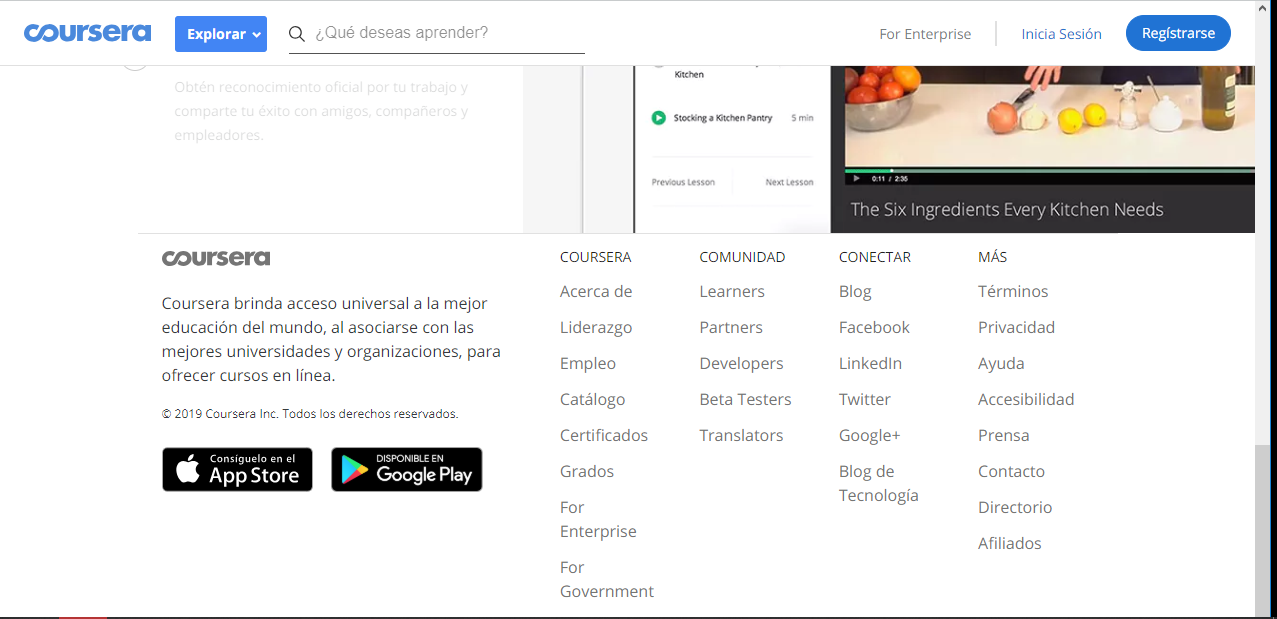 coursera
Explorar
¿Qué deseas aprender?
For Enterprise
Inicia Sesión
Regístrarse
Obtén reconocimiento oficial por tu trabajo y
comparte tu éxito con amigos, compañeros y
empleadores.
Kitchen
Stocking a Kitchen Pantry 5 min
Previous Lesson Next Lesson
0:11 / 2:35
The Six Ingredients Every Kitchen Needs
coursera
Coursera brinda acceso universal a la mejor
educación del mundo, al asociarse con las
mejores universidades y organizaciones, para
ofrecer cursos en línea.
© 2019 Coursera Inc. Todos los derechos reservados.
Consíguelo en el
App Store
DISPONIBLE EN
Google Play
COURSERA
Acerca de
Liderazgo
Empleo
Catálogo
Certificados
Grados
For
Enterprise
For
Government
COMUNIDAD
Learners
Partners
Developers
Beta Testers
Translators
CONECTAR
Blog
Facebook
LinkedIn
Twitter
Google+
Blog de
Tecnología
MÁS
Términos
Privacidad
Ayuda
Accesibilidad
Prensa
Contacto
Directorio
Afiliados